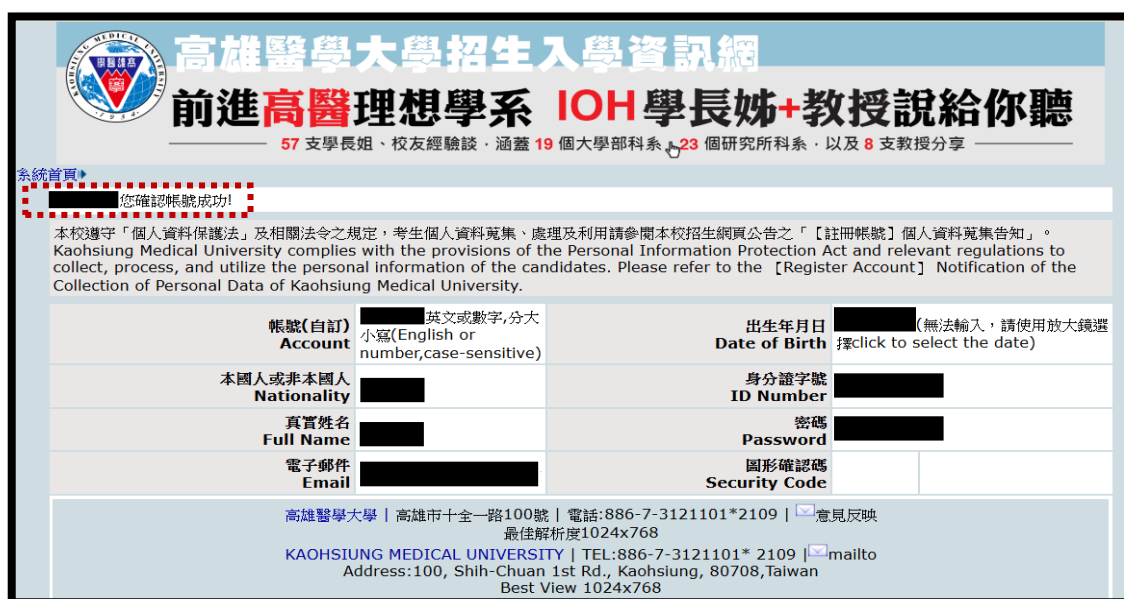 高雄醫學大學招生入學資訊網
前進高醫理想學系 IOH學長姊+教授說給你聽
57 支學長姐、校友經驗談．涵蓋 19 個大學部科系、23 個研究所科系．以及 8 支教授分享
系統首頁
您確認帳號成功!
本校遵守「個人資料保護法」及相關法令之規定，考生個人資料蒐集、處理及利用請參閱本校招生網頁公告之「【註冊帳號】個人資料蒐集告知」。
Kaohsiung Medical University complies with the provisions of the Personal Information Protection Act and relevant regulations to
collect, process, and utilize the personal information of the candidates. Please refer to the 【Register Account】 Notification of the
Collection of Personal Data of Kaohsiung Medical University.
帳號(自訂)
Account
英文或數字,分大
小寫(English or
number,case-sensitive)
出生年月日
Date of Birth
(無法輸入，請使用放大鏡選
擇click to select the date)
本國人或非本國人
Nationality
身分證字號
ID Number
真實姓名
Full Name
密碼
Password
電子郵件
Email
圖形確認碼
Security Code
高雄醫學大學 | 高雄市十全一路100號 | 電話:886-7-3121101*2109 | 意見反映
最佳解析度1024x768
KAOHSIUNG MEDICAL UNIVERSITY | TEL:886-7-3121101* 2109 | mailto
Address:100, Shih-Chuan 1st Rd., Kaohsiung, 80708,Taiwan
Best View 1024x768